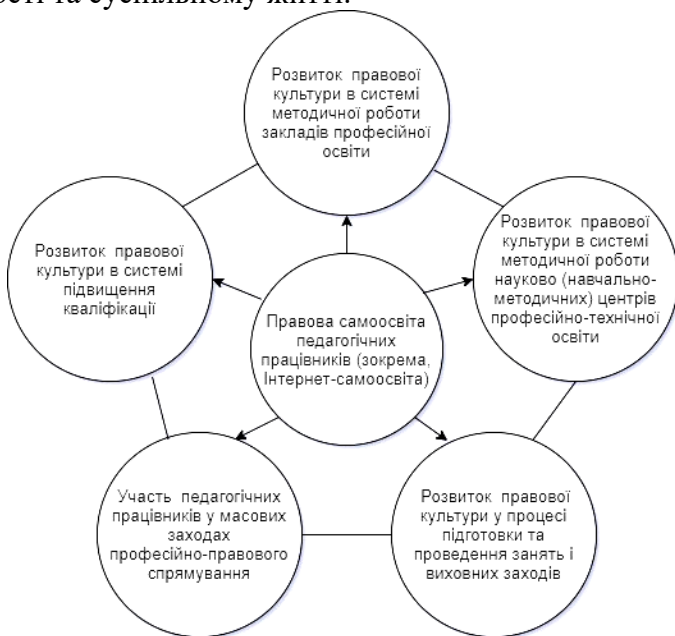 ості та суспільному житті.
Розвиток правової
культури в системі
методичної роботи
закладів професійної
освіти
Розвиток правової
культури в системі
підвищення
кваліфікації
Розвиток правової
культури в системі
методичної роботи
науково (навчально-
методичних) центрів
професійно-технічної
освіти
Правова самоосвіта
педагогічних
працівників (зокрема,
Інтернет-самоосвіта)
Участь педагогічних
працівників у масових
заходах
професійно-правового
спрямування
Розвиток правової
культури у процесі
підготовки та
проведення занять і
виховних заходів